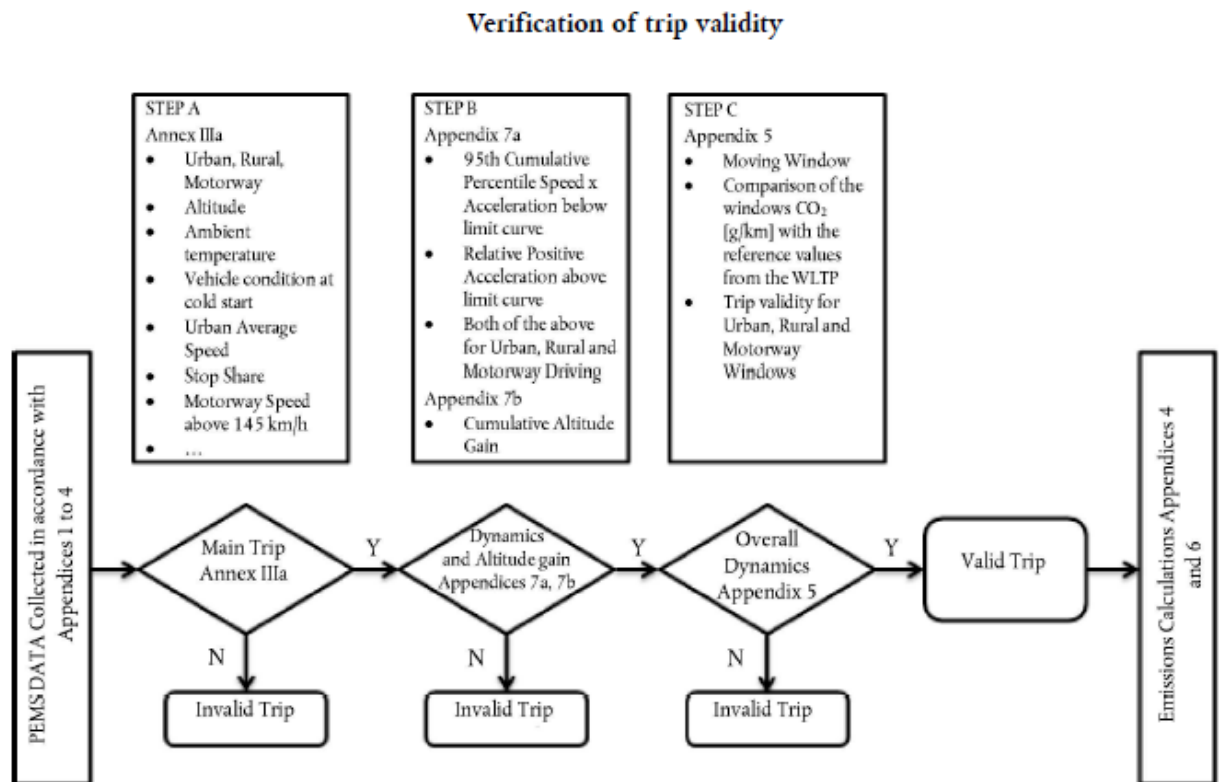 Verification of trip validity
STEP A
Annex IIIa
• Urban, Rural,
Motorway
• Altitude
• Ambient
temperature
• Vehicle condition at
cold start
• Urban Average
Speed
• Stop Share
• Motorway Speed
above 145 km/h
• ...
STEP B
Appendix 7a
• 95th Cumulative
Percentile Speed x
Acceleration below
limit curve
• Relative Positive
Acceleration above
limit curve
• Both of the above
for Urban, Rural and
Motorway Driving
Appendix 7b
• Cumulative Altitude
Gain
STEP C
Appendix 5
• Moving Window
• Comparison of the
windows CO₂
[g/km] with the
reference values
from the WLTP
• Trip validity for
Urban, Rural and
Motorway
Windows
PEMS DATA Collected in accordance with
Appendices 1 to 4
Main Trip
Annex IIIa
Y
N
Invalid Trip
Dynamics
and Altitude gain
Appendices 7a, 7b
Y
N
Invalid Trip
Overall
Dynamics
Appendix 5
Y
N
Invalid Trip
Valid Trip
Emissions Calculations Appendices 4
and 6